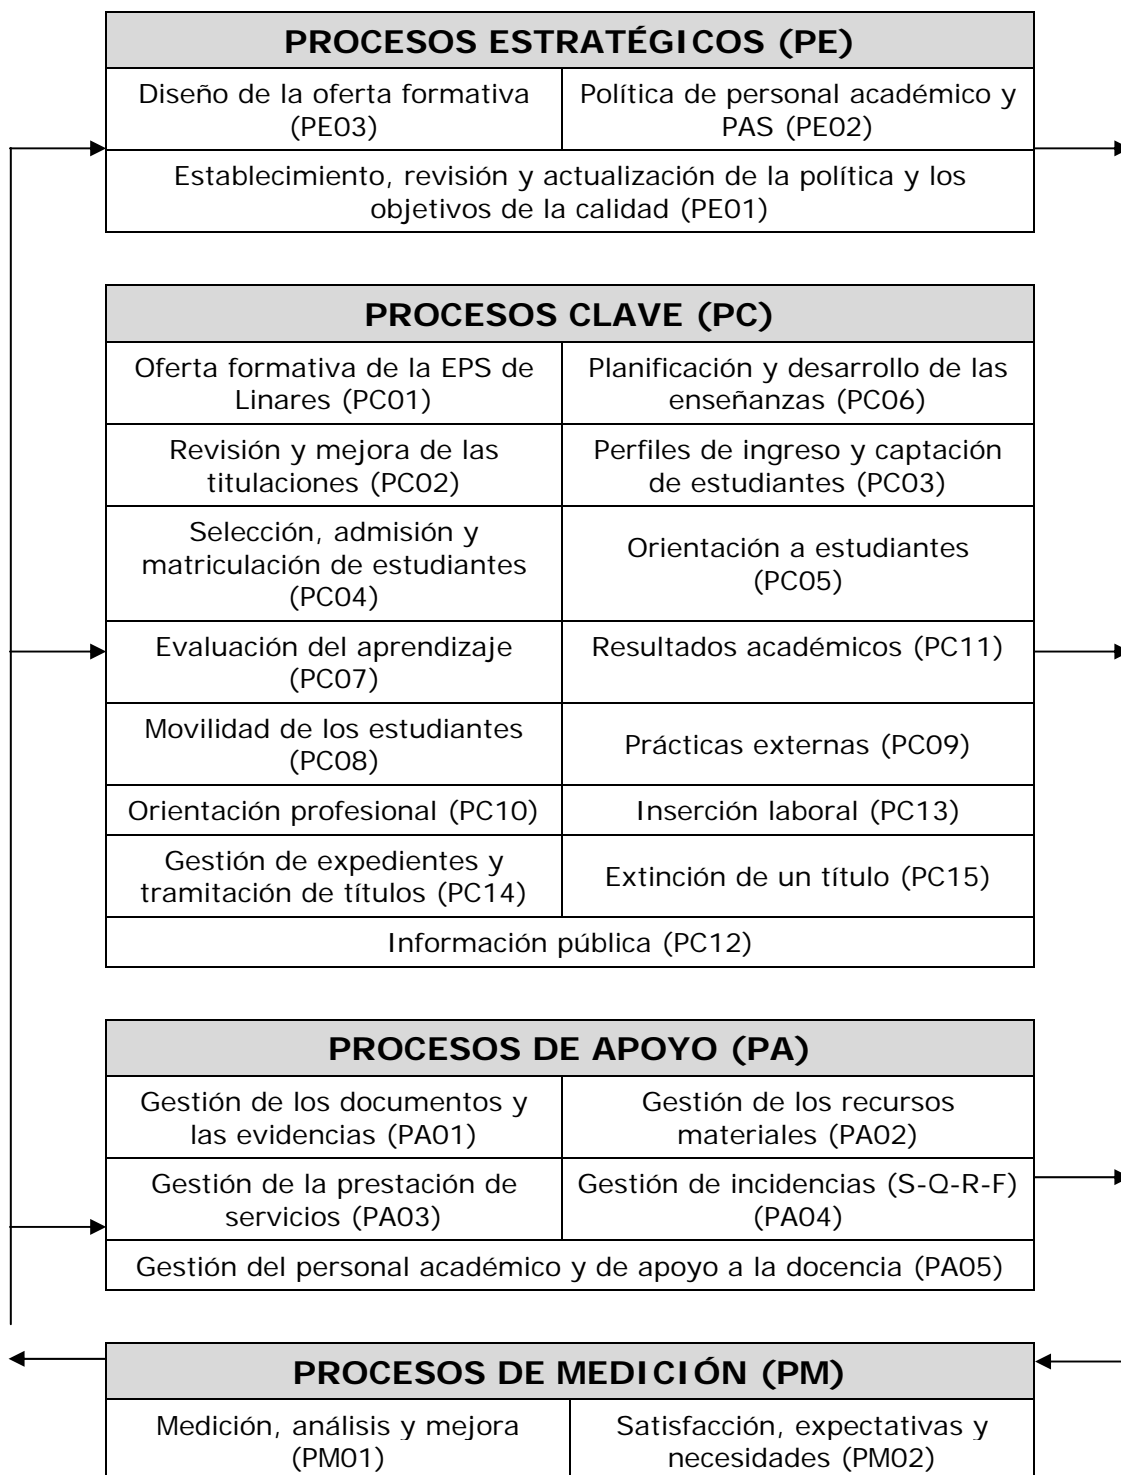 PROCESOS ESTRATÉGICOS (PE)
Diseño de la oferta formativa
(PE03)
Política de personal académico y
PAS (PE02)
Establecimiento, revisión y actualización de la política y los
objetivos de la calidad (PE01)
PROCESOS CLAVE (PC)
Oferta formativa de la EPS de
Linares (PC01)
Planificación y desarrollo de las
enseñanzas (PC06)
Revisión y mejora de las
titulaciones (PC02)
Perfiles de ingreso y captación
de estudiantes (PC03)
Selección, admisión y
matriculación de estudiantes
(PC04)
Orientación a estudiantes
(PC05)
Evaluación del aprendizaje
(PC07)
Resultados académicos (PC11)
Movilidad de los estudiantes
(PC08)
Prácticas externas (PC09)
Orientación profesional (PC10)
Inserción laboral (PC13)
Gestión de expedientes y
tramitación de títulos (PC14)
Extinción de un título (PC15)
Información pública (PC12)
PROCESOS DE APOYO (PA)
Gestión de los documentos y
las evidencias (PA01)
Gestión de los recursos
materiales (PA02)
Gestión de la prestación de
servicios (PA03)
Gestión de incidencias (S-Q-R-F)
(PA04)
Gestión del personal académico y de apoyo a la docencia (PA05)
PROCESOS DE MEDICIÓN (PM)
Medición, análisis y mejora
(PM01)
Satisfacción, expectativas y
necesidades (PM02)